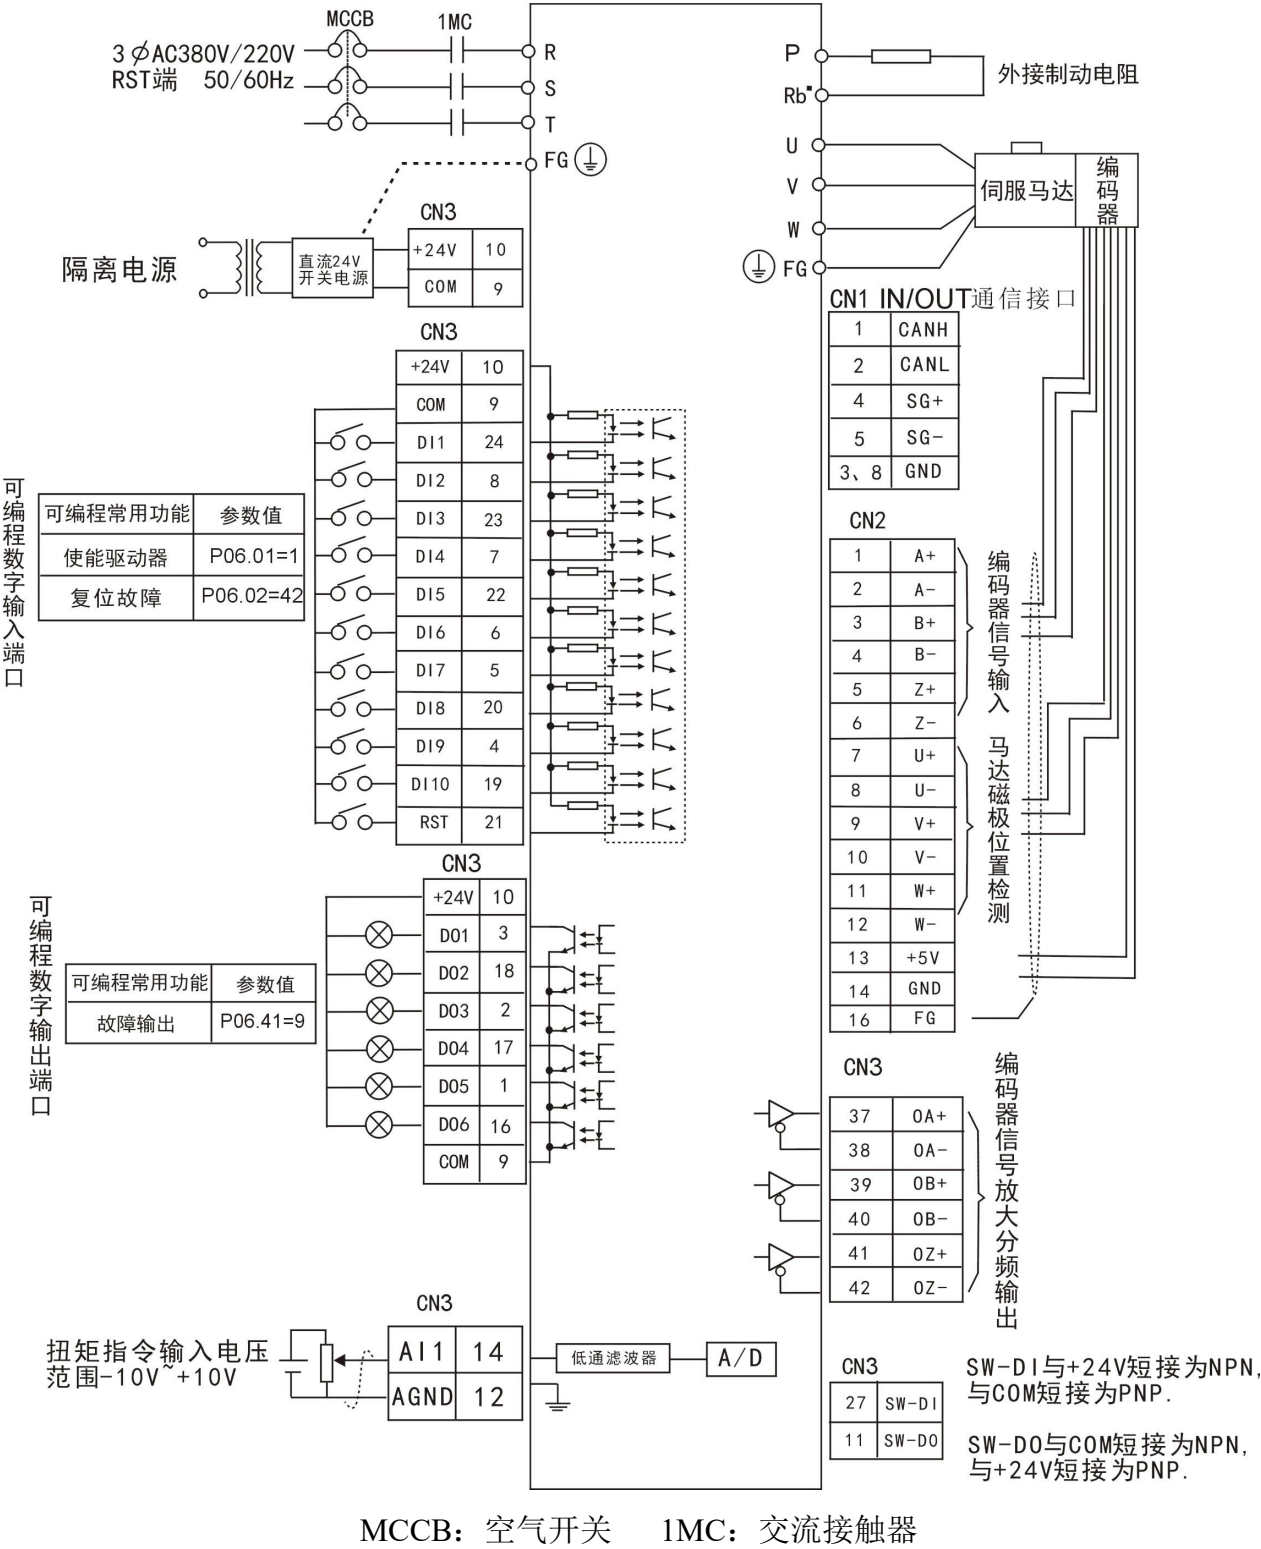 MCCB
1MC
3∮AC380V/220V
RST端 50/60Hz
R
S
T
FG
P
Rb
外接制动电阻
U
V
W
FG
伺服马达
编码器
隔离电源
直流24V
开关电源
CN3
+24V 10
COM 9
CN3
+24V 10
COM 9
DI1 24
DI2 8
DI3 23
DI4 7
DI5 22
DI6 6
DI7 5
DI8 20
DI9 4
DI10 19
RST 21
可编程数字输入端口
可编程常用功能 参数值
使能驱动器 P06.01=1
复位故障 P06.02=42
CN3
+24V 10
DO1 3
DO2 18
DO3 2
DO4 17
DO5 1
DO6 16
COM 9
可编程数字输出端口
可编程常用功能 参数值
故障输出 P06.41=9
CN3
扭矩指令输入电压
范围-10V~+10V
AI1 14
AGND 12
低通滤波器
A/D
CN1 IN/OUT通信接口
1 CANH
2 CANL
4 SG+
5 SG-
3、8 GND
CN2
1 A+
2 A-
3 B+
4 B-
5 Z+
6 Z-
7 U+
8 U-
9 V+
10 V-
11 W+
12 W-
13 +5V
14 GND
16 FG
编码器信号输入
马达磁极位置检测
CN3
37 OA+
38 OA-
39 OB+
40 OB-
41 OZ+
42 OZ-
编码器信号放大分频输出
CN3
27 SW-DI
11 SW-DO
SW-DI与+24V短接为NPN,
与COM短接为PNP.
SW-DO与COM短接为NPN,
与+24V短接为PNP.
MCCB：空气开关 1MC：交流接触器